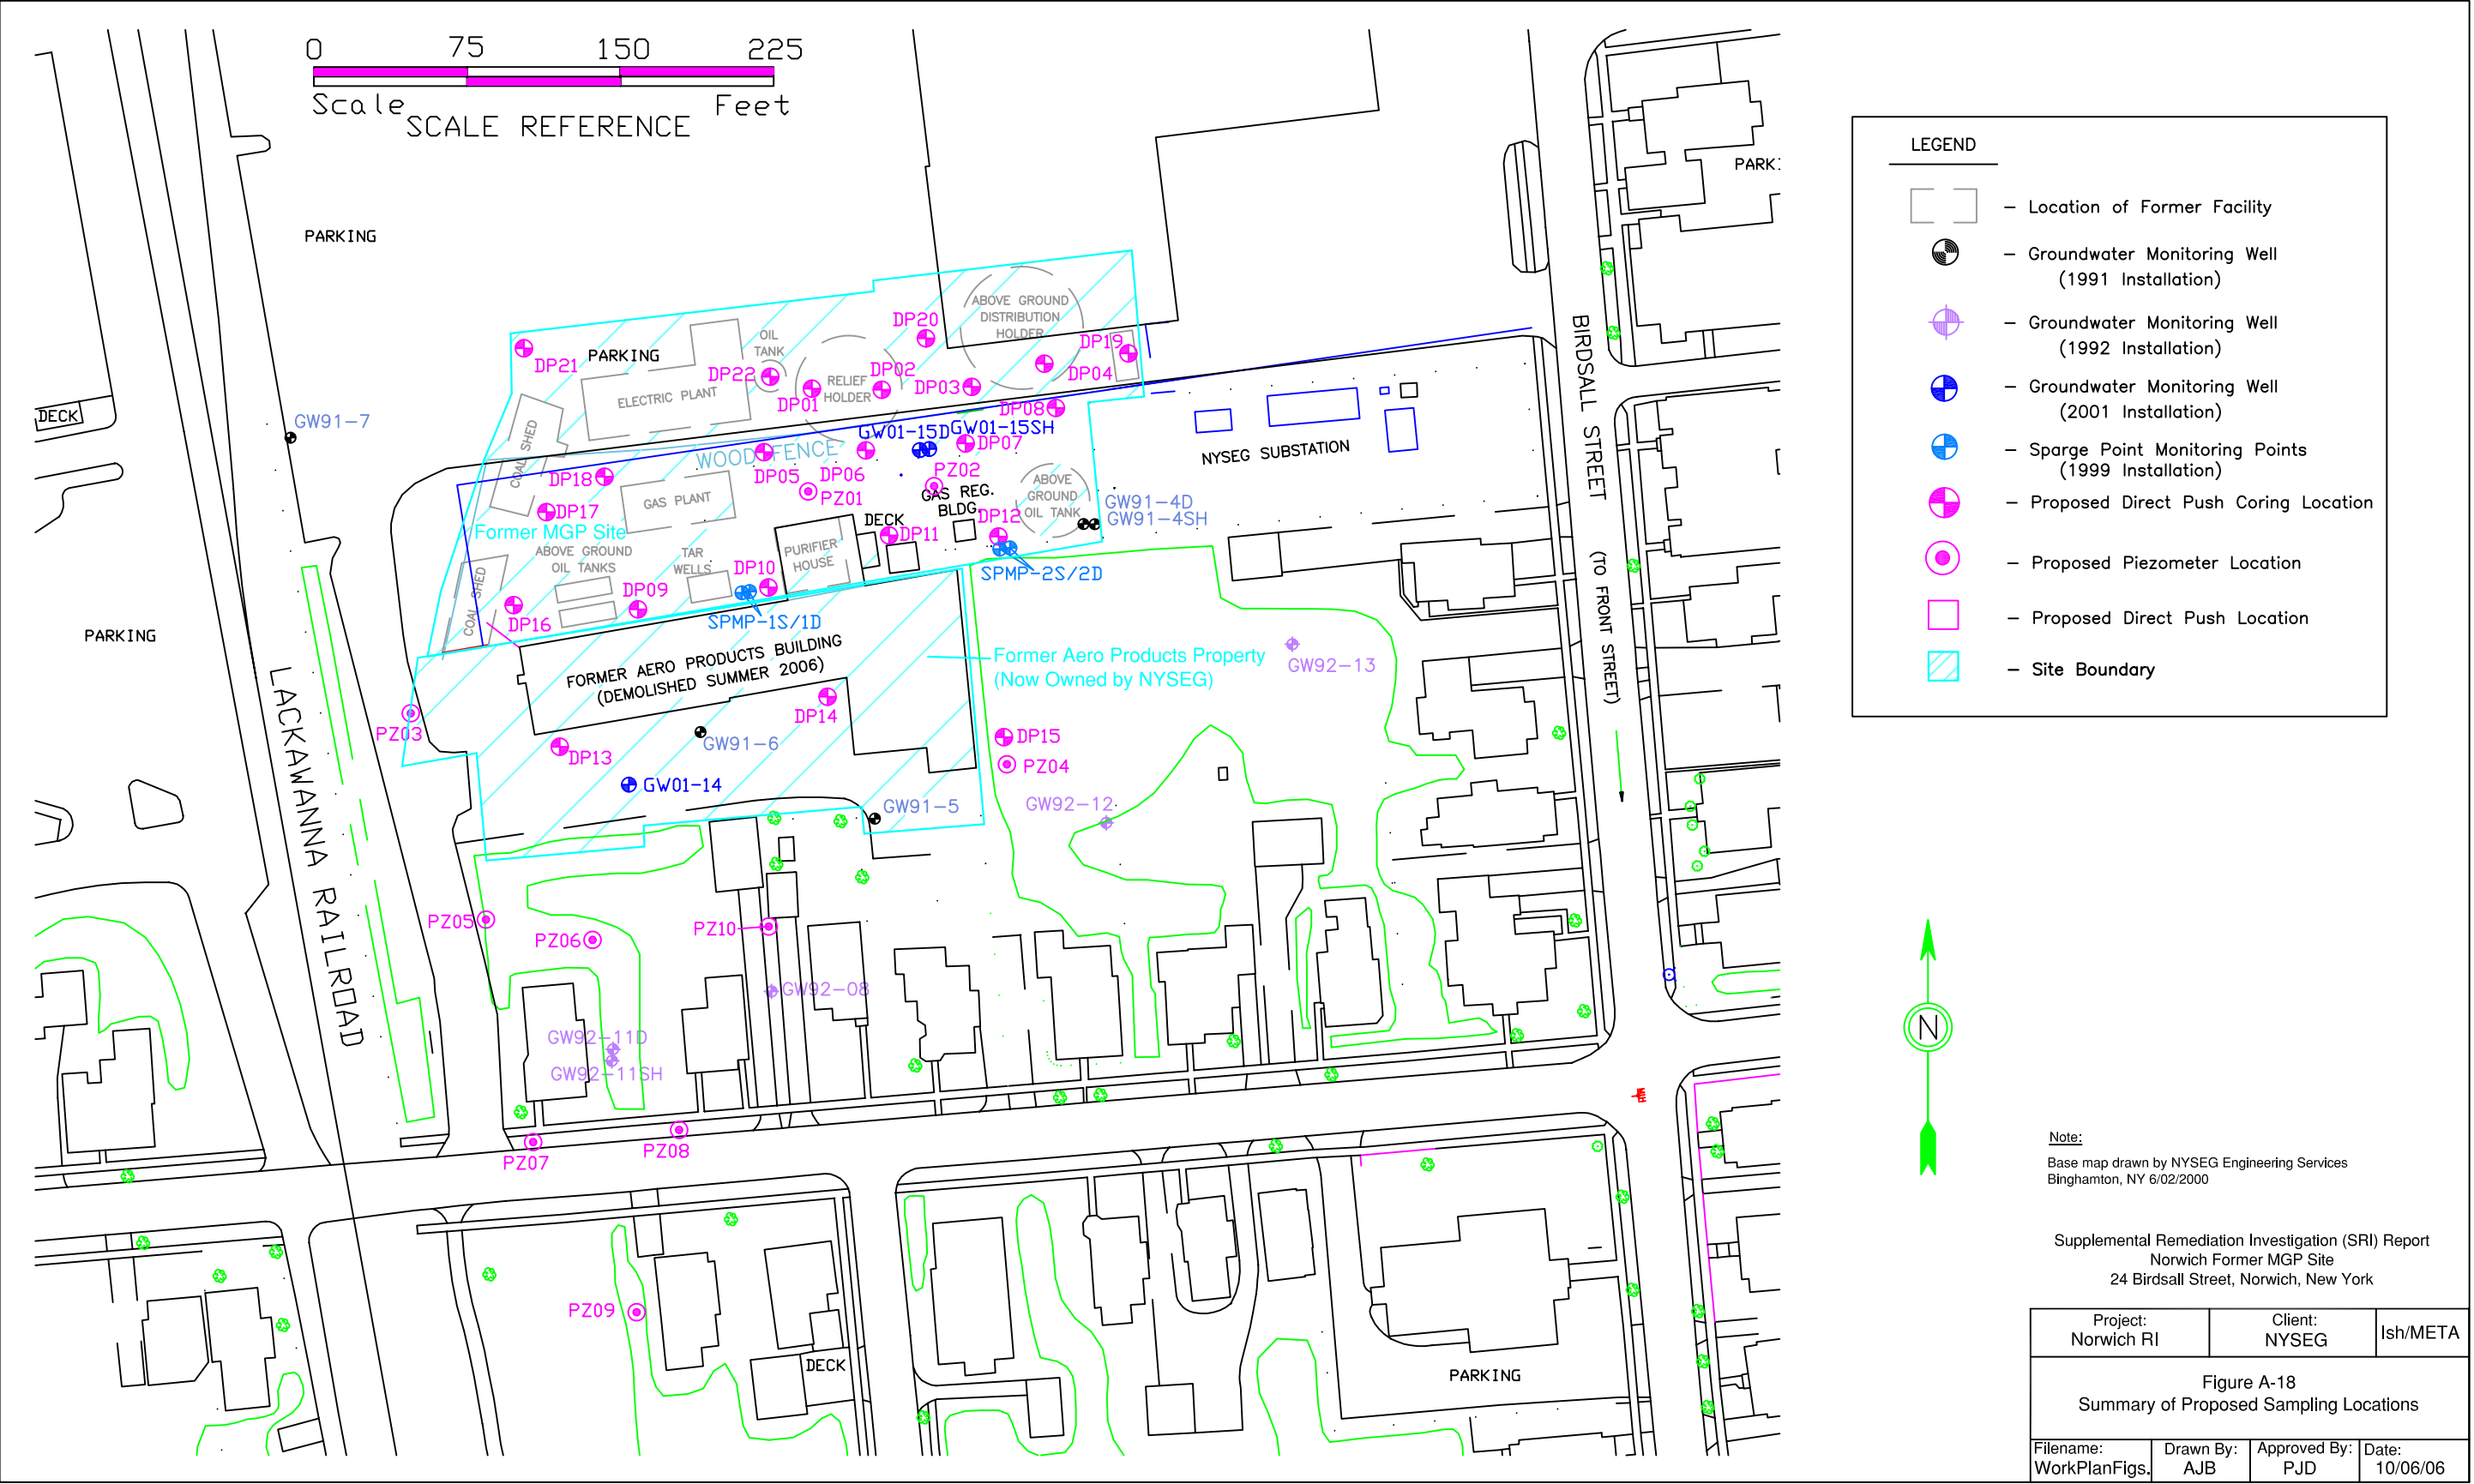 0 75 150 225
Scale Feet
SCALE REFERENCE
PARKING
PARKING
DECK
GW91-7
PARKING
LACKAWANNA RAILROAD
DP21
PARKING
OIL
TANK
DP22
ELECTRIC PLANT
DP01
RELIEF
HOLDER
DP02
DP20
DP03
ABOVE GROUND
DISTRIBUTION
HOLDER
DP19
DP04
DP08
COAL SHED
WOOD FENCE
GW01-15D
GW01-15SH
DP07
DP05
DP06
PZ01
PZ02
DP18
GAS PLANT
DP17
Former MGP Site
GAS REG.
BLDG.
ABOVE
GROUND
OIL TANK
GW91-4D
GW91-4SH
NYSEG SUBSTATION
DECK
DP11
DP12
PURIFIER
HOUSE
ABOVE GROUND
OIL TANKS
TAR
WELLS
DP10
DP09
COAL SHED
DP16
SPMP-1S/1D
SPMP-2S/2D
FORMER AERO PRODUCTS BUILDING
(DEMOLISHED SUMMER 2006)
Former Aero Products Property
(Now Owned by NYSEG)
GW92-13
PZ03
DP14
GW91-6
DP13
DP15
PZ04
GW01-14
GW91-5
GW92-12
PZ05
PZ06
PZ10
GW92-08
GW92-11D
GW92-11SH
PZ07
PZ08
PZ09
DECK
PARKING
BIRDSALL STREET
(TO FRONT STREET)
PARK
LEGEND
– Location of Former Facility
– Groundwater Monitoring Well
(1991 Installation)
– Groundwater Monitoring Well
(1992 Installation)
– Groundwater Monitoring Well
(2001 Installation)
– Sparge Point Monitoring Points
(1999 Installation)
– Proposed Direct Push Coring Location
– Proposed Piezometer Location
– Proposed Direct Push Location
– Site Boundary
N
Note:
Base map drawn by NYSEG Engineering Services
Binghamton, NY 6/02/2000
Supplemental Remediation Investigation (SRI) Report
Norwich Former MGP Site
24 Birdsall Street, Norwich, New York
Project:
Norwich RI
Client:
NYSEG
Ish/META
Figure A-18
Summary of Proposed Sampling Locations
Filename:
WorkPlanFigs.
Drawn By:
AJB
Approved By:
PJD
Date:
10/06/06